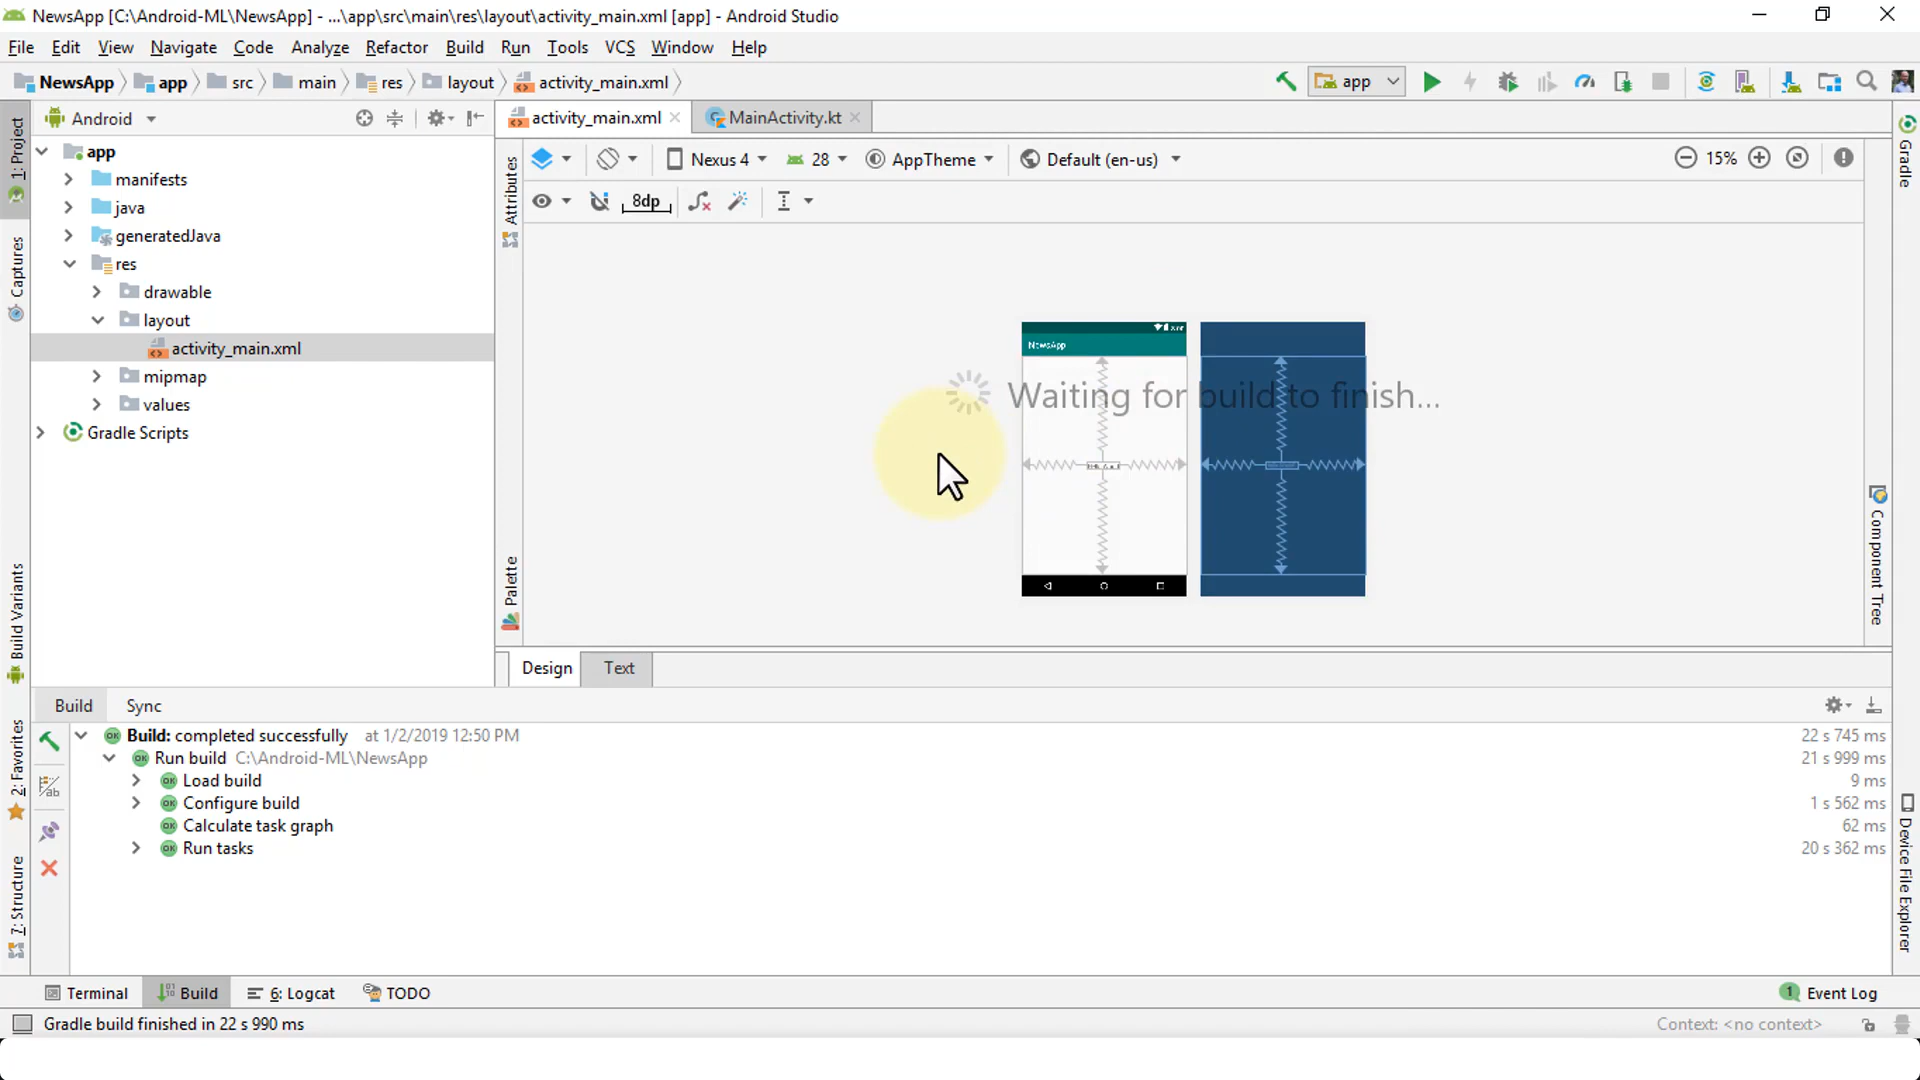 NewsApp [C:\Android-ML\NewsApp] - ...\app\src\main\res\layout\activity_main.xml [app] - Android Studio
File Edit View Navigate Code Analyze Refactor Build Run Tools VCS Window Help
NewsApp app src main res layout activity_main.xml app
1: Project
Captures
Build Variants
2: Favorites
7: Structure
Android
app
manifests
java
generatedJava
res
drawable
layout
activity_main.xml
mipmap
values
Gradle Scripts
activity_main.xml MainActivity.kt
Attributes
Palette
Nexus 4 28 AppTheme Default (en-us) 15%
8dp
NewsApp
Waiting for build to finish...
Design Text
Gradle
Component Tree
Device File Explorer
Build Sync
Build: completed successfully at 1/2/2019 12:50 PM 22 s 745 ms
Run build C:\Android-ML\NewsApp 21 s 999 ms
Load build 9 ms
Configure build 1 s 562 ms
Calculate task graph 62 ms
Run tasks 20 s 362 ms
Terminal Build 6: Logcat TODO 1 Event Log
Gradle build finished in 22 s 990 ms Context: <no context>